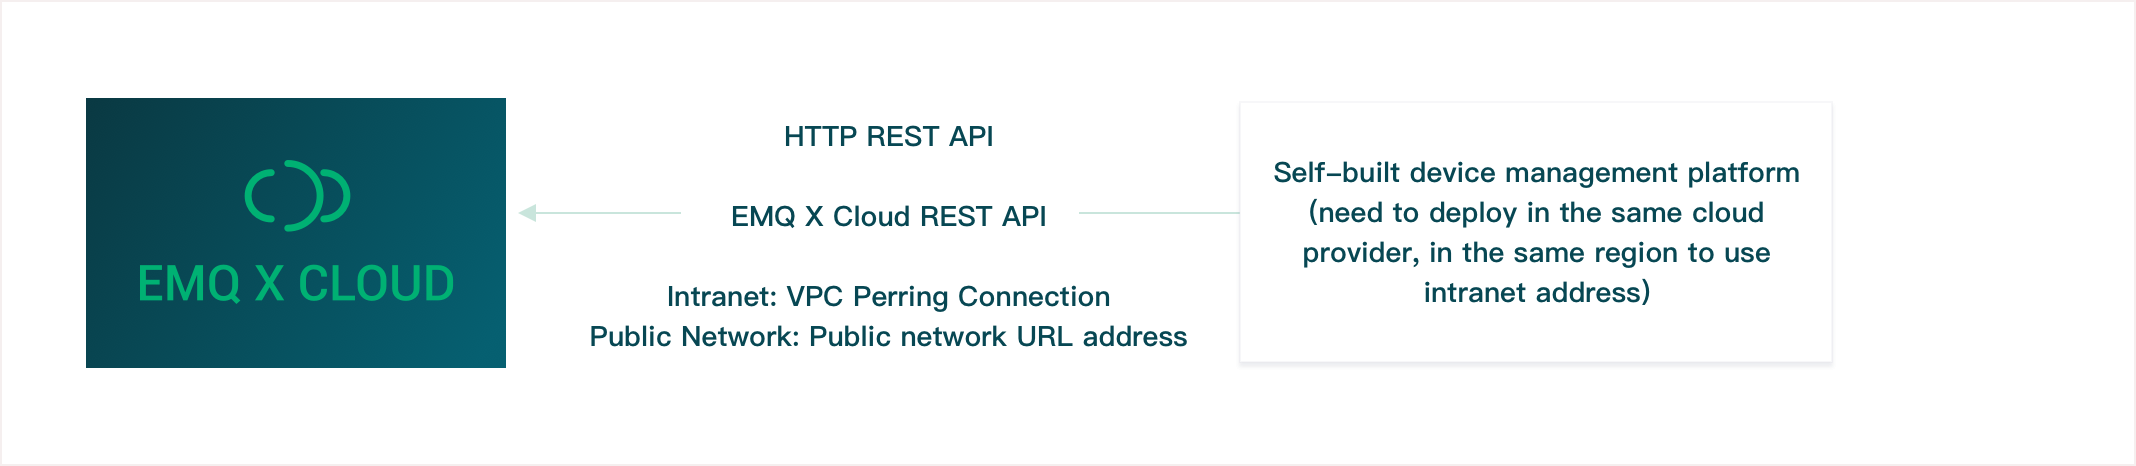 EMQ X CLOUD
HTTP REST API
EMQ X Cloud REST API
Intranet: VPC Perring Connection
Public Network: Public network URL address
Self-built device management platform
(need to deploy in the same cloud
provider, in the same region to use
intranet address)